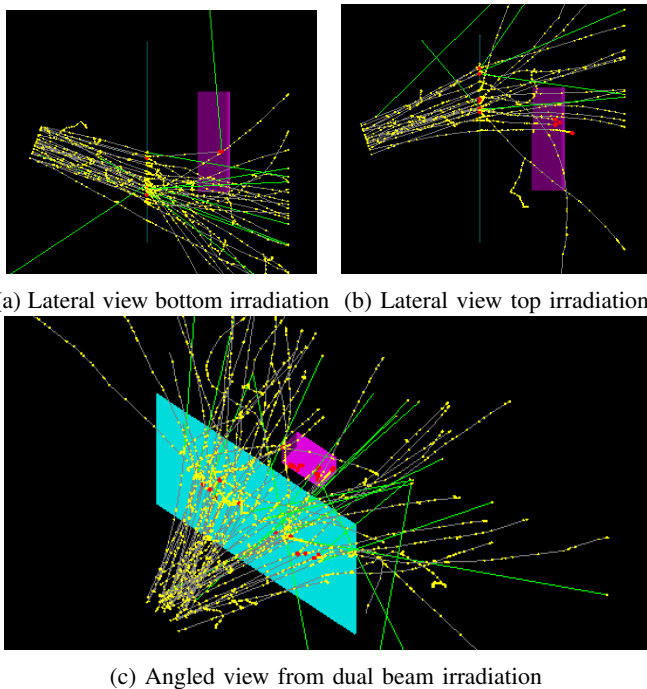 (a) Lateral view bottom irradiation
(b) Lateral view top irradiation
(c) Angled view from dual beam irradiation